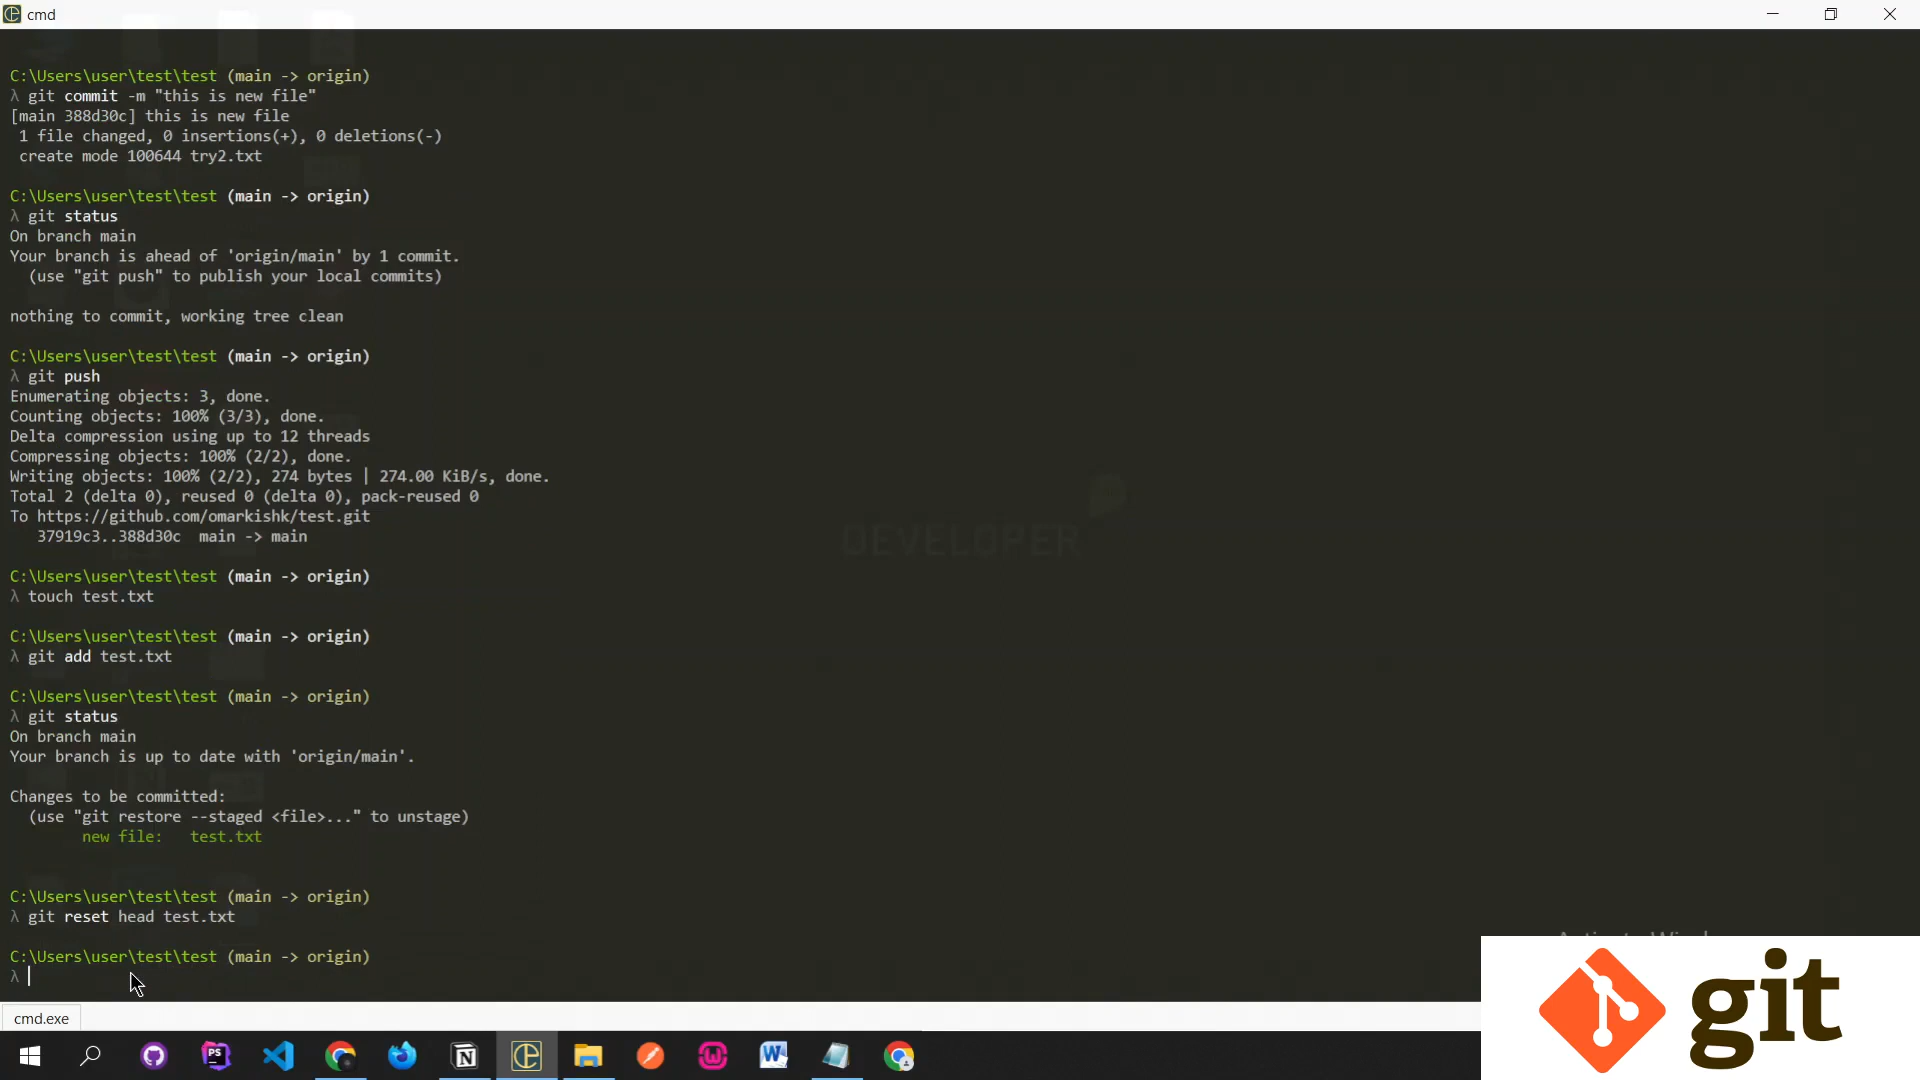 cmd
C:\Users\user\test\test (main -> origin)
λ git commit -m "this is new file"
[main 388d30c] this is new file
1 file changed, 0 insertions(+), 0 deletions(-)
create mode 100644 try2.txt
C:\Users\user\test\test (main -> origin)
λ git status
On branch main
Your branch is ahead of 'origin/main' by 1 commit.
(use "git push" to publish your local commits)
nothing to commit, working tree clean
C:\Users\user\test\test (main -> origin)
λ git push
Enumerating objects: 3, done.
Counting objects: 100% (3/3), done.
Delta compression using up to 12 threads
Compressing objects: 100% (2/2), done.
Writing objects: 100% (2/2), 274 bytes | 274.00 KiB/s, done.
Total 2 (delta 0), reused 0 (delta 0), pack-reused 0
To https://github.com/omarkishk/test.git
37919c3..388d30c  main -> main
C:\Users\user\test\test (main -> origin)
λ touch test.txt
C:\Users\user\test\test (main -> origin)
λ git add test.txt
C:\Users\user\test\test (main -> origin)
λ git status
On branch main
Your branch is up to date with 'origin/main'.
Changes to be committed:
(use "git restore --staged <file>..." to unstage)
new file:   test.txt
C:\Users\user\test\test (main -> origin)
λ git reset head test.txt
C:\Users\user\test\test (main -> origin)
λ
DEVELOPER
cmd.exe
git
PS
N
W